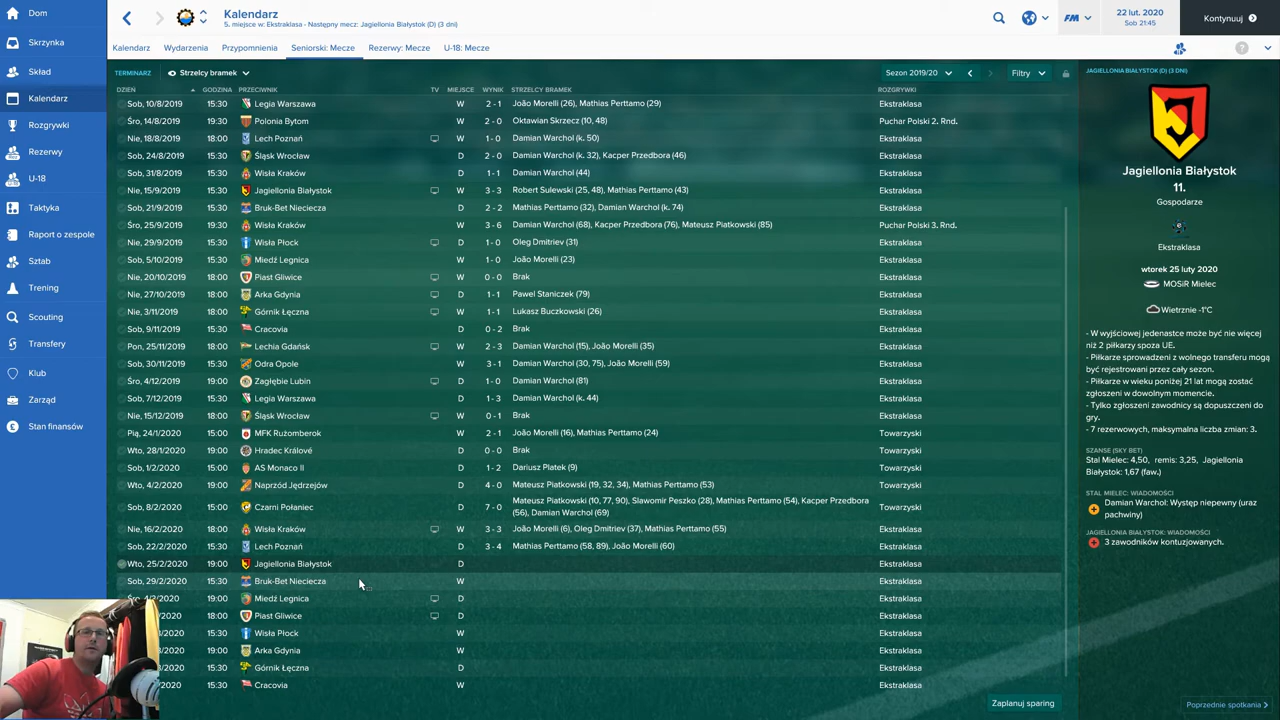 Dom
Skrzynka
Skład
Kalendarz
Rozgrywki
Rezerwy
U-18
Taktyka
Raport o zespole
Sztab
Trening
Scouting
Transfery
Klub
Zarząd
Stan finansów
Kalendarz
5. miejsce w: Ekstraklasa - Następny mecz: Jagiellonia Białystok (D) (3 dni)
FM
22 lut. 2020
Sob 21:45
Kontynuuj
Kalendarz Wydarzenia Przypomnienia Seniorski: Mecze Rezerwy: Mecze U-18: Mecze
TERMINARZ Strzelcy bramek Sezon 2019/20 Filtry
DZIEŃ GODZINA PRZECIWNIK TV MIEJSCE WYNIK STRZELCY BRAMEK ROZGRYWKI
Sob, 10/8/2019 15:30 Legia Warszawa W 2 - 1 João Morelli (26), Mathias Perttamo (29) Ekstraklasa
Śro, 14/8/2019 19:30 Polonia Bytom W 2 - 0 Oktawian Skrzecz (10, 48) Puchar Polski 2. Rnd.
Nie, 18/8/2019 18:00 Lech Poznań W 1 - 0 Damian Warchol (k. 50) Ekstraklasa
Sob, 24/8/2019 15:30 Śląsk Wrocław D 2 - 0 Damian Warchol (k. 32), Kacper Przedbora (46) Ekstraklasa
Sob, 31/8/2019 15:30 Wisła Kraków D 1 - 1 Damian Warchol (44) Ekstraklasa
Nie, 15/9/2019 15:30 Jagiellonia Białystok W 3 - 3 Robert Sulewski (25, 48), Mathias Perttamo (43) Ekstraklasa
Sob, 21/9/2019 15:30 Bruk-Bet Nieciecza D 2 - 2 Mathias Perttamo (32), Damian Warchol (k. 74) Ekstraklasa
Śro, 25/9/2019 19:30 Wisła Kraków W 3 - 6 Damian Warchol (68), Kacper Przedbora (76), Mateusz Piatkowski (85) Puchar Polski 3. Rnd.
Nie, 29/9/2019 15:30 Wisła Płock D 1 - 0 Oleg Dmitriev (31) Ekstraklasa
Sob, 5/10/2019 15:30 Miedź Legnica W 1 - 0 João Morelli (23) Ekstraklasa
Nie, 20/10/2019 18:00 Piast Gliwice W 0 - 0 Brak Ekstraklasa
Nie, 27/10/2019 15:30 Arka Gdynia D 1 - 1 Pawel Staniczek (79) Ekstraklasa
Nie, 3/11/2019 18:00 Górnik Łęczna W 1 - 1 Lukasz Buczkowski (26) Ekstraklasa
Sob, 9/11/2019 15:30 Cracovia D 0 - 2 Brak Ekstraklasa
Pon, 25/11/2019 18:00 Lechia Gdańsk W 2 - 3 Damian Warchol (15), João Morelli (35) Ekstraklasa
Sob, 30/11/2019 15:30 Odra Opole W 3 - 1 Damian Warchol (30, 75), João Morelli (59) Ekstraklasa
Śro, 4/12/2019 19:00 Zagłębie Lubin D 1 - 0 Damian Warchol (81) Ekstraklasa
Sob, 7/12/2019 15:30 Legia Warszawa D 1 - 3 Damian Warchol (k. 44) Ekstraklasa
Nie, 15/12/2019 18:00 Śląsk Wrocław W 0 - 1 Brak Ekstraklasa
Pią, 24/1/2020 15:00 MFK Rużomberok W 2 - 1 João Morelli (16), Mathias Perttamo (24) Towarzyski
Wto, 28/1/2020 19:00 Hradec Králové D 0 - 0 Brak Towarzyski
Sob, 1/2/2020 15:00 AS Monaco II D 1 - 2 Dariusz Platek (9) Towarzyski
Wto, 4/2/2020 19:00 Naprzód Jędrzejów D 4 - 0 Mateusz Piatkowski (19, 32, 34), Mathias Perttamo (53) Towarzyski
Sob, 8/2/2020 15:00 Czarni Połaniec D 7 - 0 Mateusz Piatkowski (10, 77, 90), Slawomir Peszko (28), Mathias Perttamo (54), Kacper Przedbora (56), Damian Warchol (69) Towarzyski
Nie, 16/2/2020 18:00 Wisła Kraków W 3 - 3 João Morelli (6), Oleg Dmitriev (37), Mathias Perttamo (55) Ekstraklasa
Sob, 22/2/2020 15:30 Lech Poznań D 3 - 4 Mathias Perttamo (58, 89), João Morelli (60) Ekstraklasa
Wto, 25/2/2020 19:00 Jagiellonia Białystok D Ekstraklasa
Sob, 29/2/2020 15:30 Bruk-Bet Nieciecza W Ekstraklasa
19:00 Miedź Legnica D Ekstraklasa
18:00 Piast Gliwice D Ekstraklasa
15:30 Wisła Płock W Ekstraklasa
19:00 Arka Gdynia W Ekstraklasa
15:30 Górnik Łęczna D Ekstraklasa
2020 15:30 Cracovia W Ekstraklasa
Zaplanuj sparing
JAGIELLONIA BIAŁYSTOK (D) (3 DNI)
Jagiellonia Białystok
11.
Gospodarze
Ekstraklasa
wtorek 25 luty 2020
MOSiR Mielec
Wietrznie -1°C
- W wyjściowej jedenastce może być nie więcej
niż 2 piłkarzy spoza UE.
- Piłkarze sprowadzeni z wolnego transferu mogą
być rejestrowani przez cały sezon.
- Piłkarze w wieku poniżej 21 lat mogą zostać
zgłoszeni w dowolnym momencie.
- Tylko zgłoszeni zawodnicy są dopuszczeni do
gry.
- 7 rezerwowych, maksymalna liczba zmian: 3.
SZANSE (SKY BET)
Stal Mielec: 4,50, remis: 3,25, Jagiellonia
Białystok: 1,67 (faw.)
STAL MIELEC: WIADOMOŚCI
Damian Warchol: Występ niepewny (uraz
pachwiny)
JAGIELLONIA BIAŁYSTOK: WIADOMOŚCI
3 zawodników kontuzjowanych.
Poprzednie spotkania